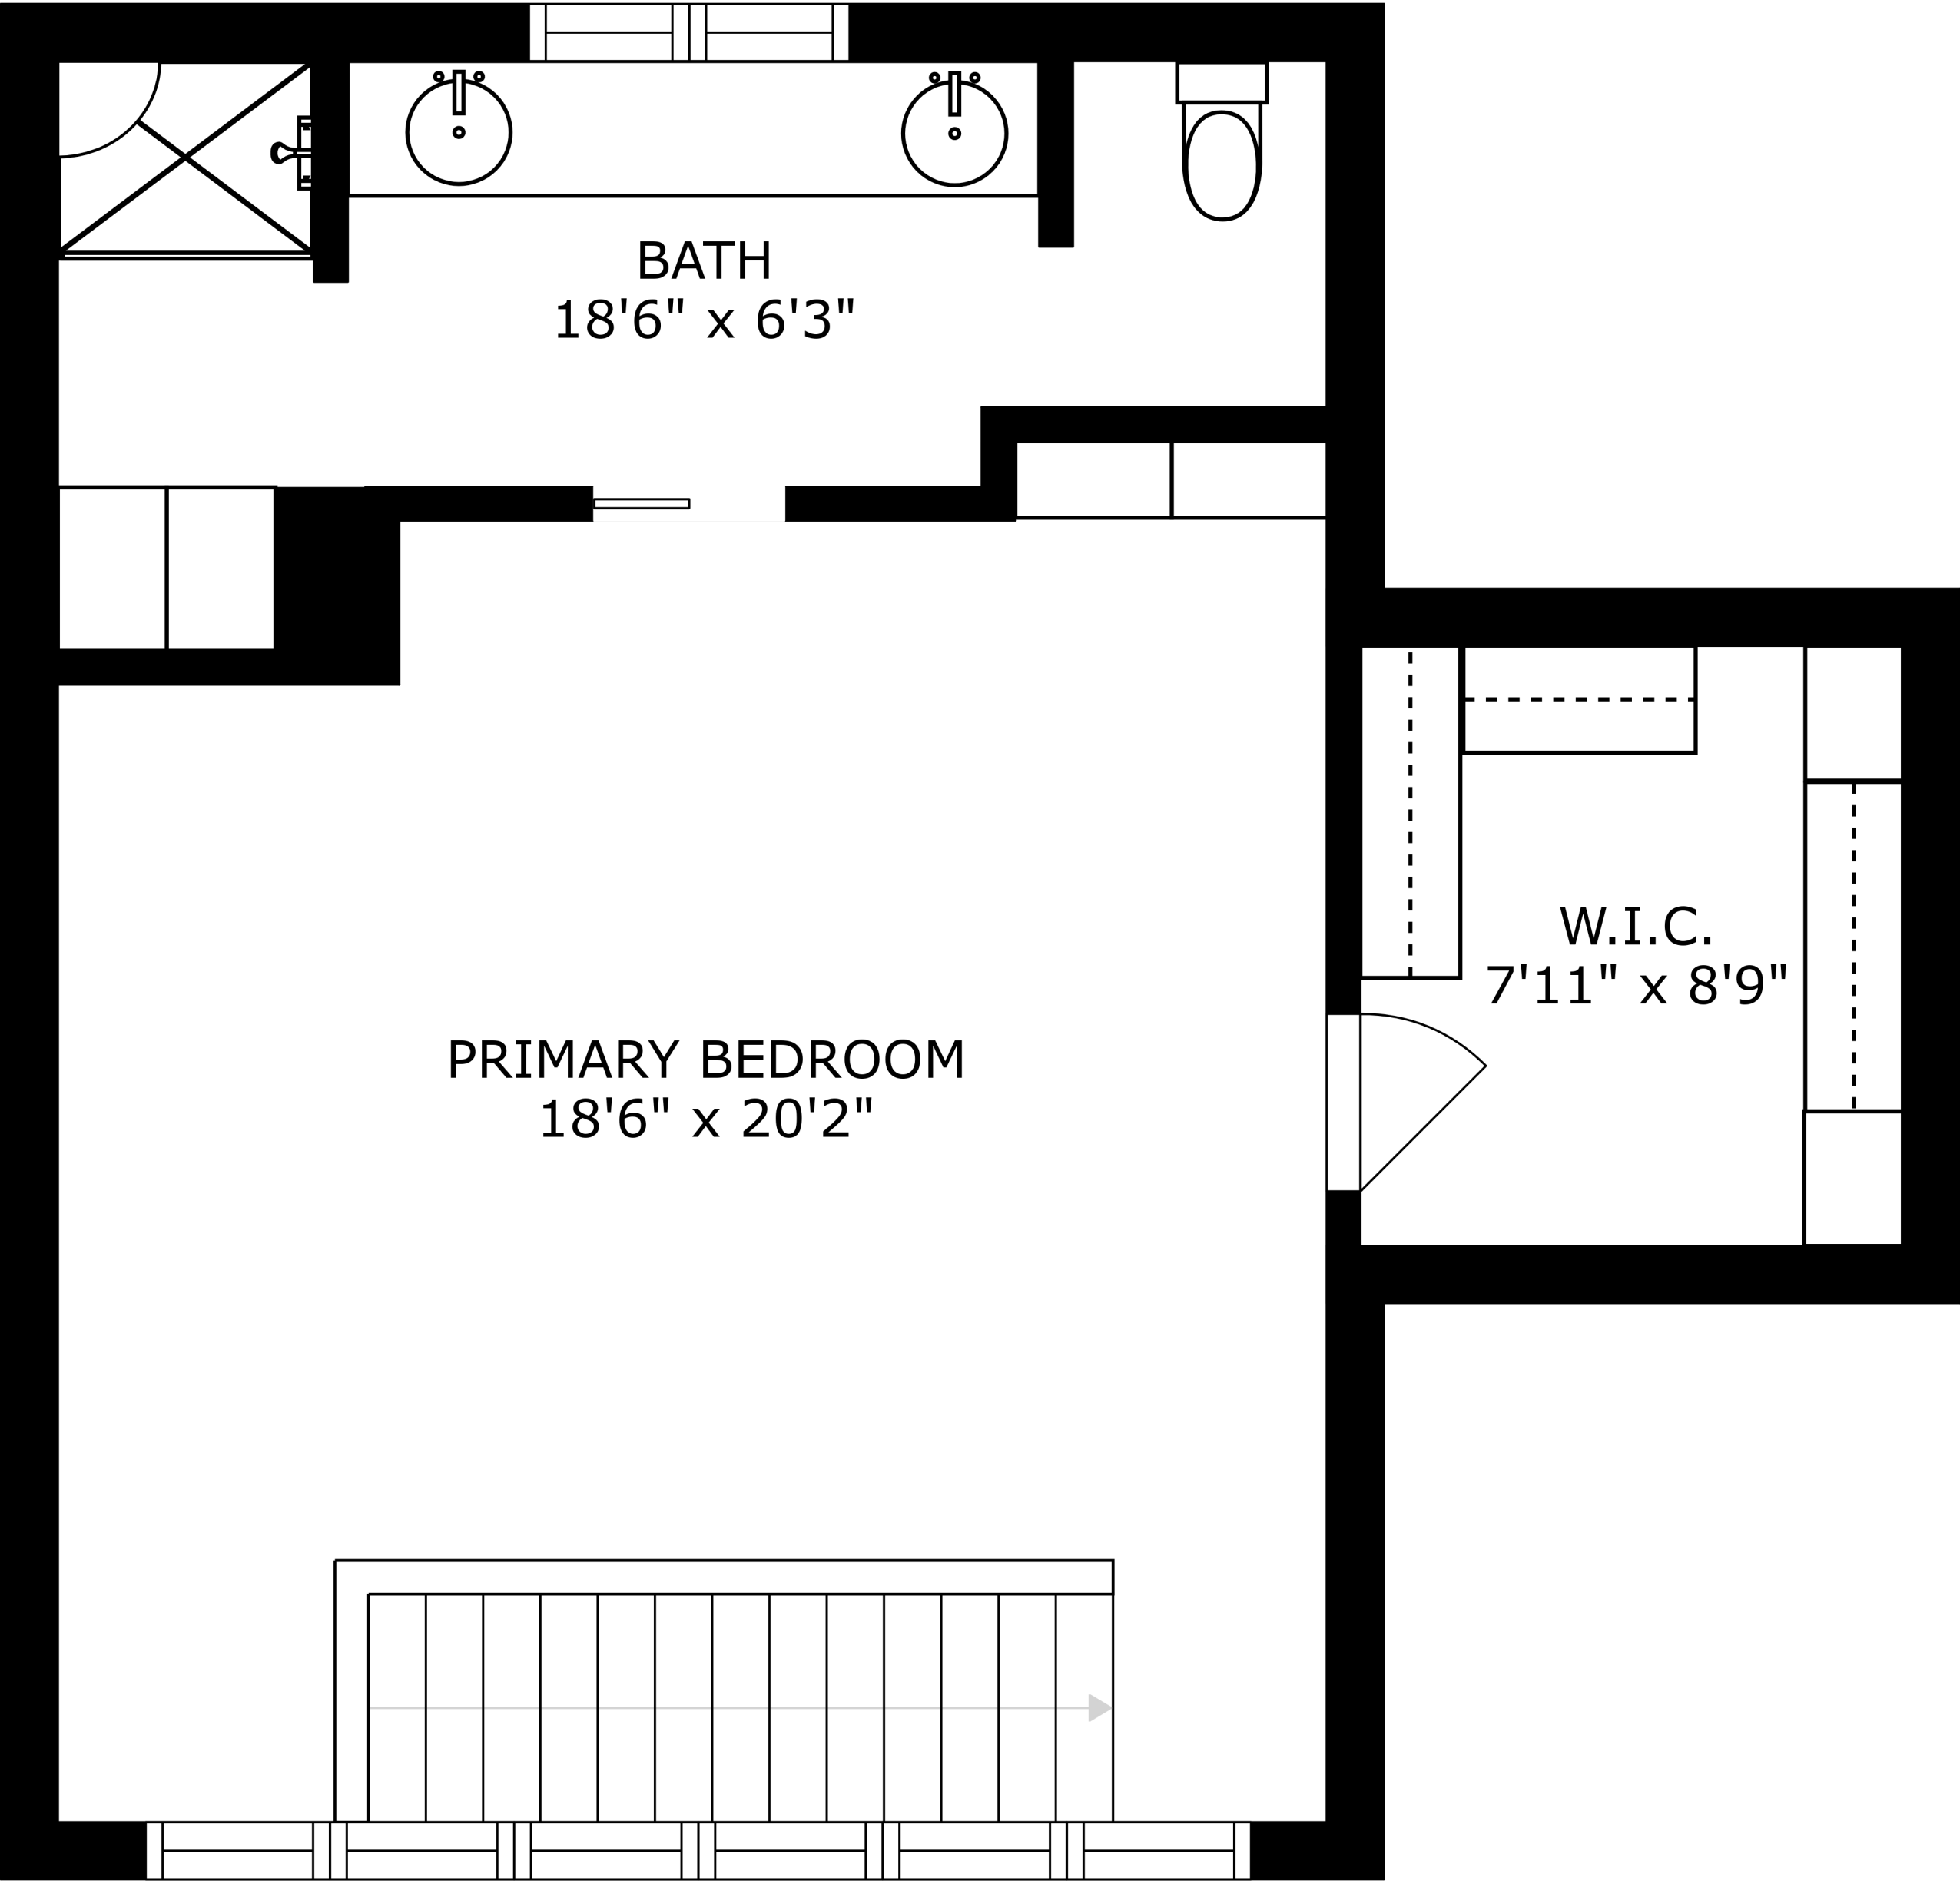 BATH
18'6" x 6'3"
W.I.C.
7'11" x 8'9"
PRIMARY BEDROOM
18'6" x 20'2"